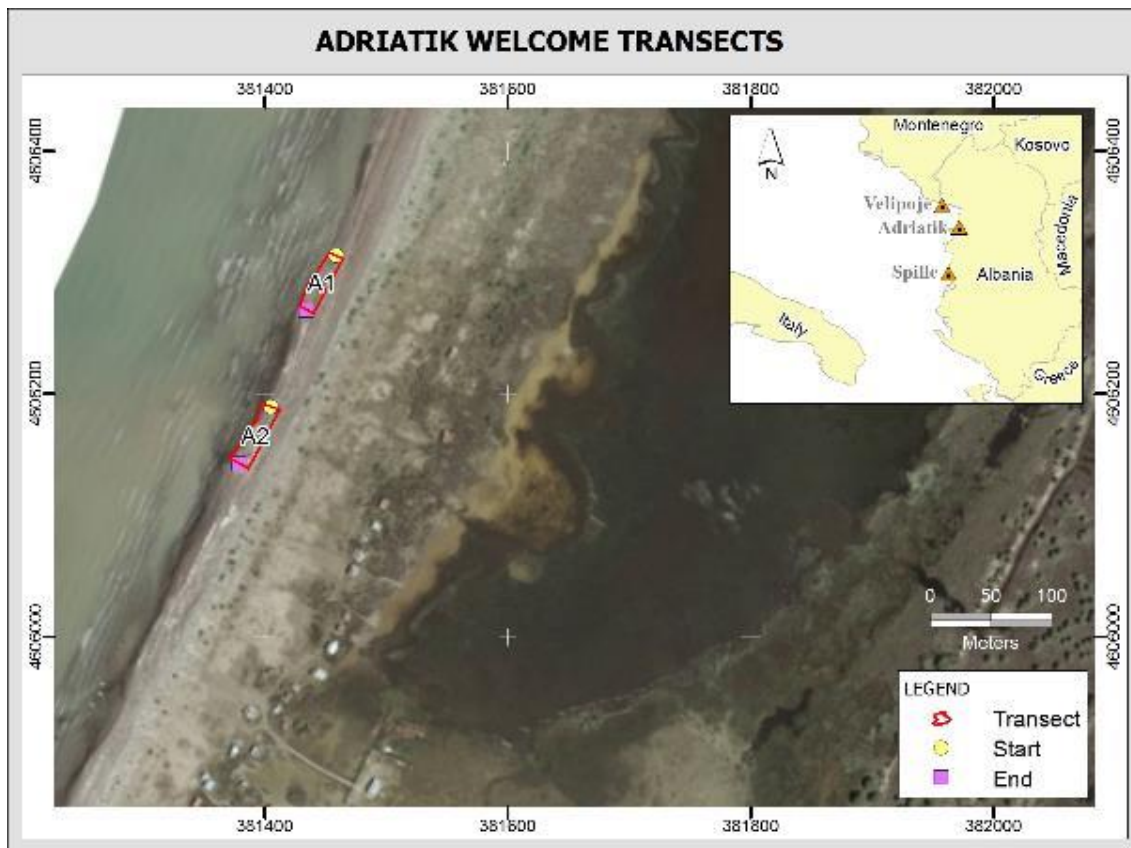 ADRIATIK WELCOME TRANSECTS
381400 381600 381800 382000
4606400 4606400
4606200 4606200
4606000 4606000
A1
A2
N
Montenegro
Kosovo
Velipoje
Adriatik
Macedonia
Spille
Albania
Italy
Greece
0 50 100
Meters
LEGEND
Transect
Start
End
381400 381600 381800 382000